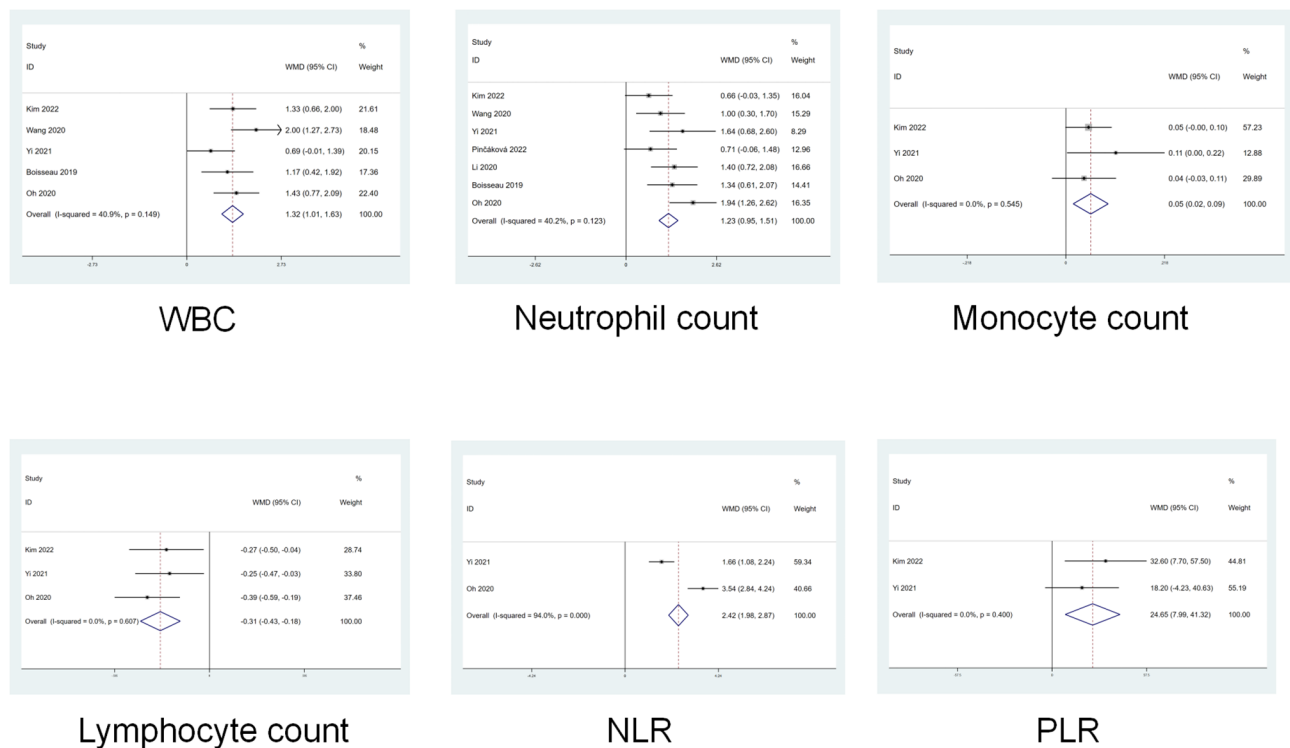 Study %
ID WMD (95% CI) Weight
Kim 2022 1.33 (0.66, 2.00) 21.61
Wang 2020 2.00 (1.27, 2.73) 18.48
Yi 2021 0.69 (-0.01, 1.39) 20.15
Boisseau 2019 1.17 (0.42, 1.92) 17.36
Oh 2020 1.43 (0.77, 2.09) 22.40
Overall (I-squared = 40.9%, p = 0.149) 1.32 (1.01, 1.63) 100.00
-2.73 0 2.73
WBC
Study %
ID WMD (95% CI) Weight
Kim 2022 0.66 (-0.03, 1.35) 16.04
Wang 2020 1.00 (0.30, 1.70) 15.29
Yi 2021 1.64 (0.68, 2.60) 8.29
Pinčáková 2022 0.71 (-0.06, 1.48) 12.96
Li 2020 1.40 (0.72, 2.08) 16.66
Boisseau 2019 1.34 (0.61, 2.07) 14.41
Oh 2020 1.94 (1.26, 2.62) 16.35
Overall (I-squared = 40.2%, p = 0.123) 1.23 (0.95, 1.51) 100.00
-2.62 0 2.62
Neutrophil count
Study %
ID WMD (95% CI) Weight
Kim 2022 0.05 (-0.00, 0.10) 57.23
Yi 2021 0.11 (0.00, 0.22) 12.88
Oh 2020 0.04 (-0.03, 0.11) 29.89
Overall (I-squared = 0.0%, p = 0.545) 0.05 (0.02, 0.09) 100.00
0
Monocyte count
Study %
ID WMD (95% CI) Weight
Kim 2022 -0.27 (-0.50, -0.04) 28.74
Yi 2021 -0.25 (-0.47, -0.03) 33.80
Oh 2020 -0.39 (-0.59, -0.19) 37.46
Overall (I-squared = 0.0%, p = 0.607) -0.31 (-0.43, -0.18) 100.00
Lymphocyte count
Study %
ID WMD (95% CI) Weight
Yi 2021 1.66 (1.08, 2.24) 59.34
Oh 2020 3.54 (2.84, 4.24) 40.66
Overall (I-squared = 94.0%, p = 0.000) 2.42 (1.98, 2.87) 100.00
-4.24 0 4.24
NLR
Study %
ID WMD (95% CI) Weight
Kim 2022 32.60 (7.70, 57.50) 44.81
Yi 2021 18.20 (-4.23, 40.63) 55.19
Overall (I-squared = 0.0%, p = 0.400) 24.65 (7.99, 41.32) 100.00
0
PLR